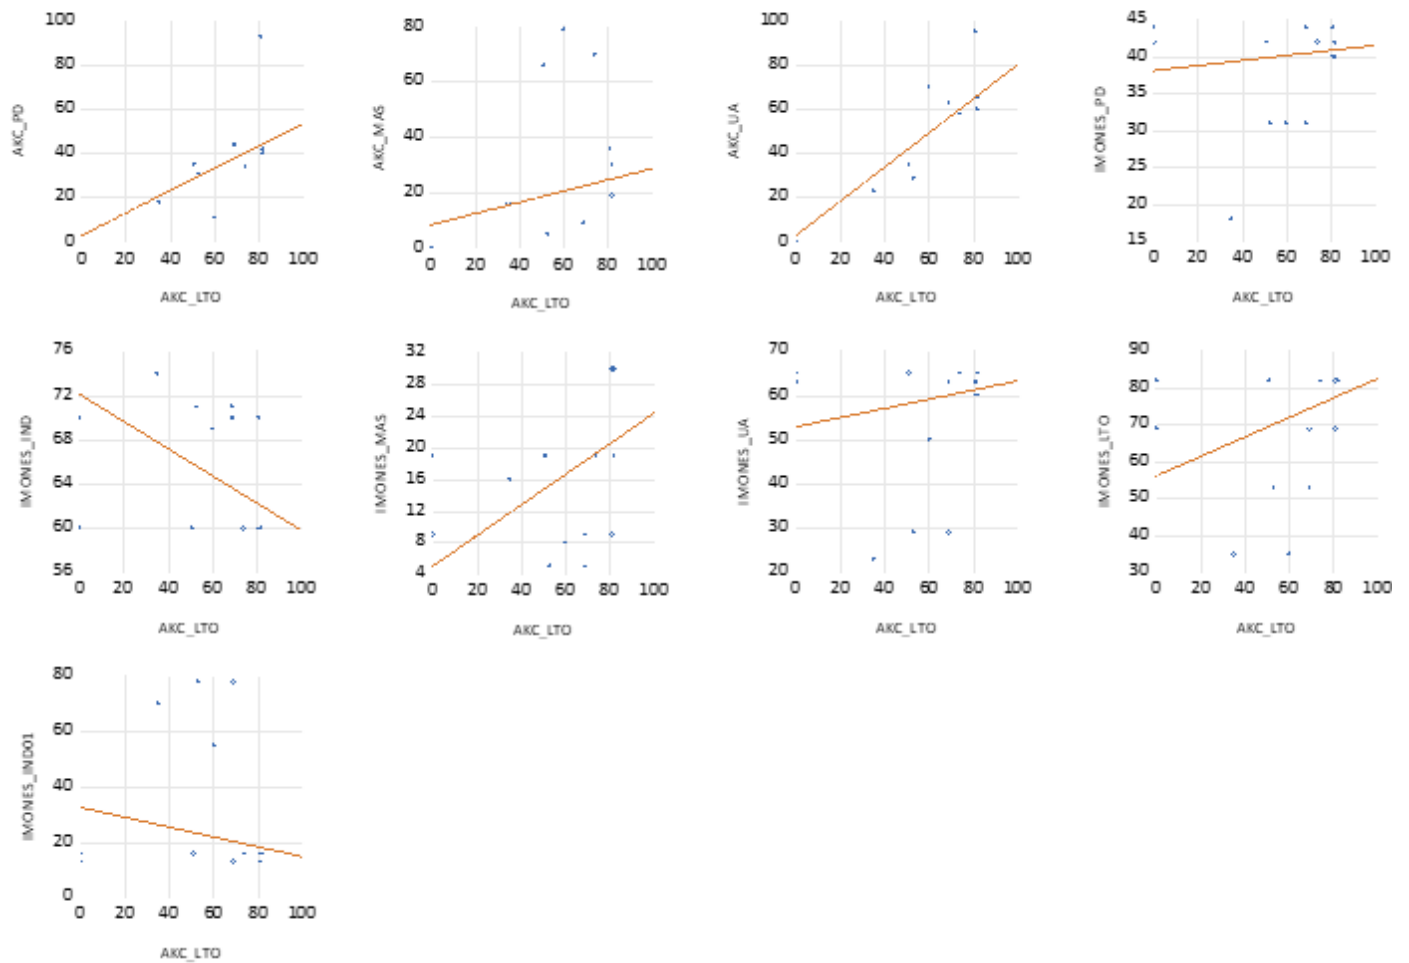 AKC_PD
100
80
60
40
20
0
0 20 40 60 80 100
AKC_LTO
AKC_MAS
80
60
40
20
0
0 20 40 60 80 100
AKC_LTO
AKC_UA
100
80
60
40
20
0
0 20 40 60 80 100
AKC_LTO
IMONES_PD
45
40
35
30
25
20
15
0 20 40 60 80 100
AKC_LTO
IMONES_IND
76
72
68
64
60
56
0 20 40 60 80 100
AKC_LTO
IMONES_MAS
32
28
24
20
16
12
8
4
0 20 40 60 80 100
AKC_LTO
IMONES_UA
70
60
50
40
30
20
0 20 40 60 80 100
AKC_LTO
IMONES_LTO
90
80
70
60
50
40
30
0 20 40 60 80 100
AKC_LTO
IMONES_IND01
80
60
40
20
0
0 20 40 60 80 100
AKC_LTO